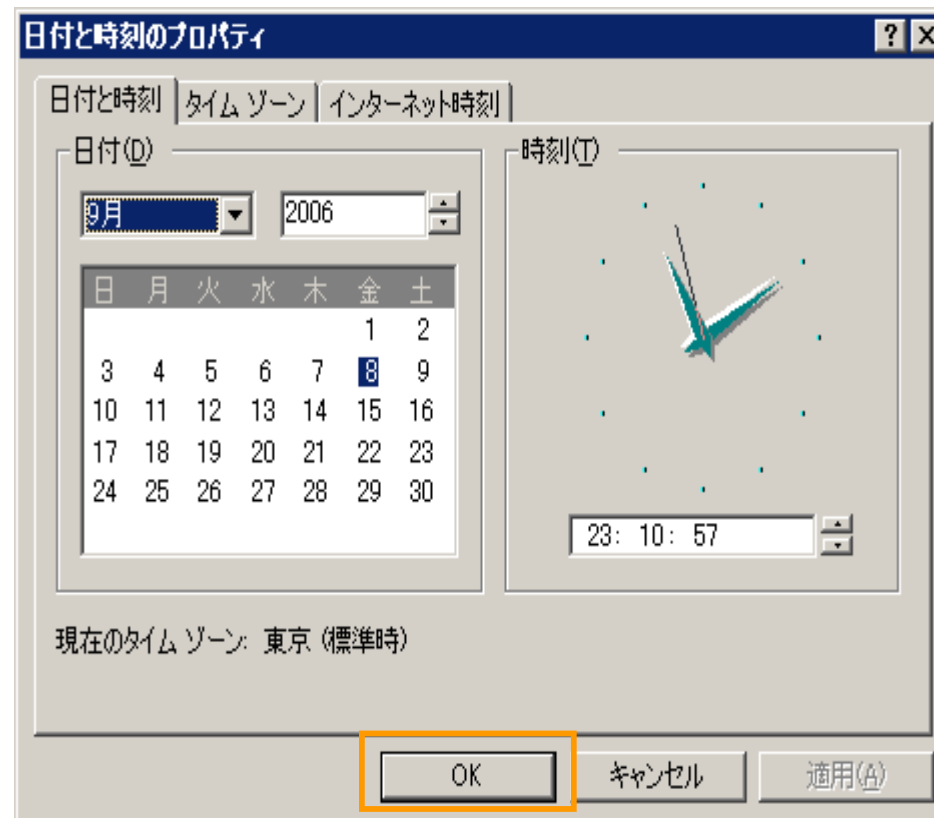 日付と時刻のプロパティ
日付と時刻 タイム ゾーン インターネット時刻
日付(D)
9月 2006
日 月 火 水 木 金 土
1 2
3 4 5 6 7 8 9
10 11 12 13 14 15 16
17 18 19 20 21 22 23
24 25 26 27 28 29 30
時刻(T)
23: 10: 57
現在のタイム ゾーン: 東京 (標準時)
OK キャンセル 適用(A)